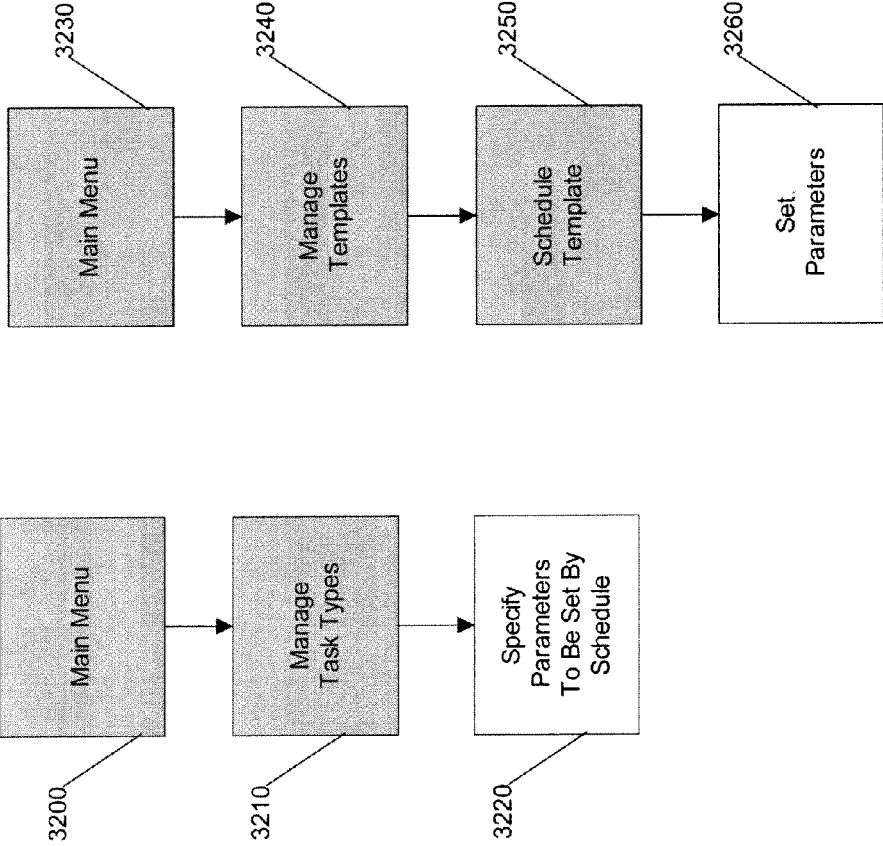 3230
Main Menu
3240
Manage
Templates
3250
Schedule
Template
3260
Set
Parameters
3200
Main Menu
3210
Manage
Task Types
3220
Specify
Parameters
To Be Set By
Schedule